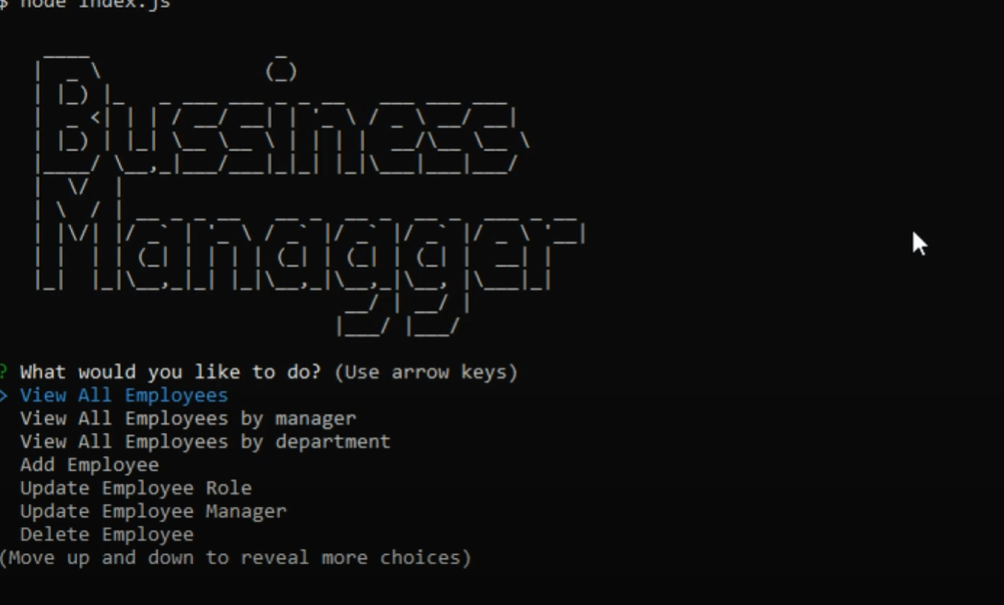 $ node index.js
Bussiness
Managger
? What would you like to do? (Use arrow keys)
> View All Employees
View All Employees by manager
View All Employees by department
Add Employee
Update Employee Role
Update Employee Manager
Delete Employee
(Move up and down to reveal more choices)